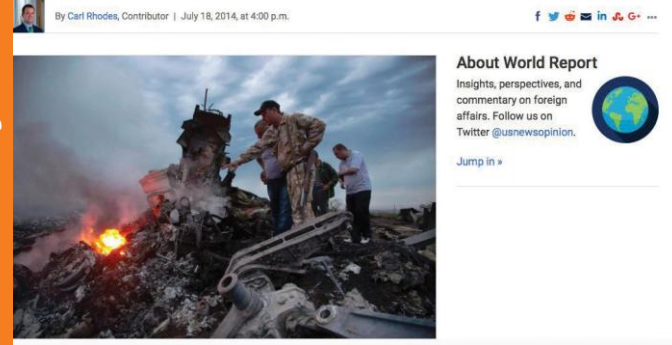 By Carl Rhodes, Contributor | July 18, 2014, at 4:00 p.m.
About World Report
Insights, perspectives, and
commentary on foreign
affairs. Follow us on
Twitter @usnewsopinion.
Jump in »